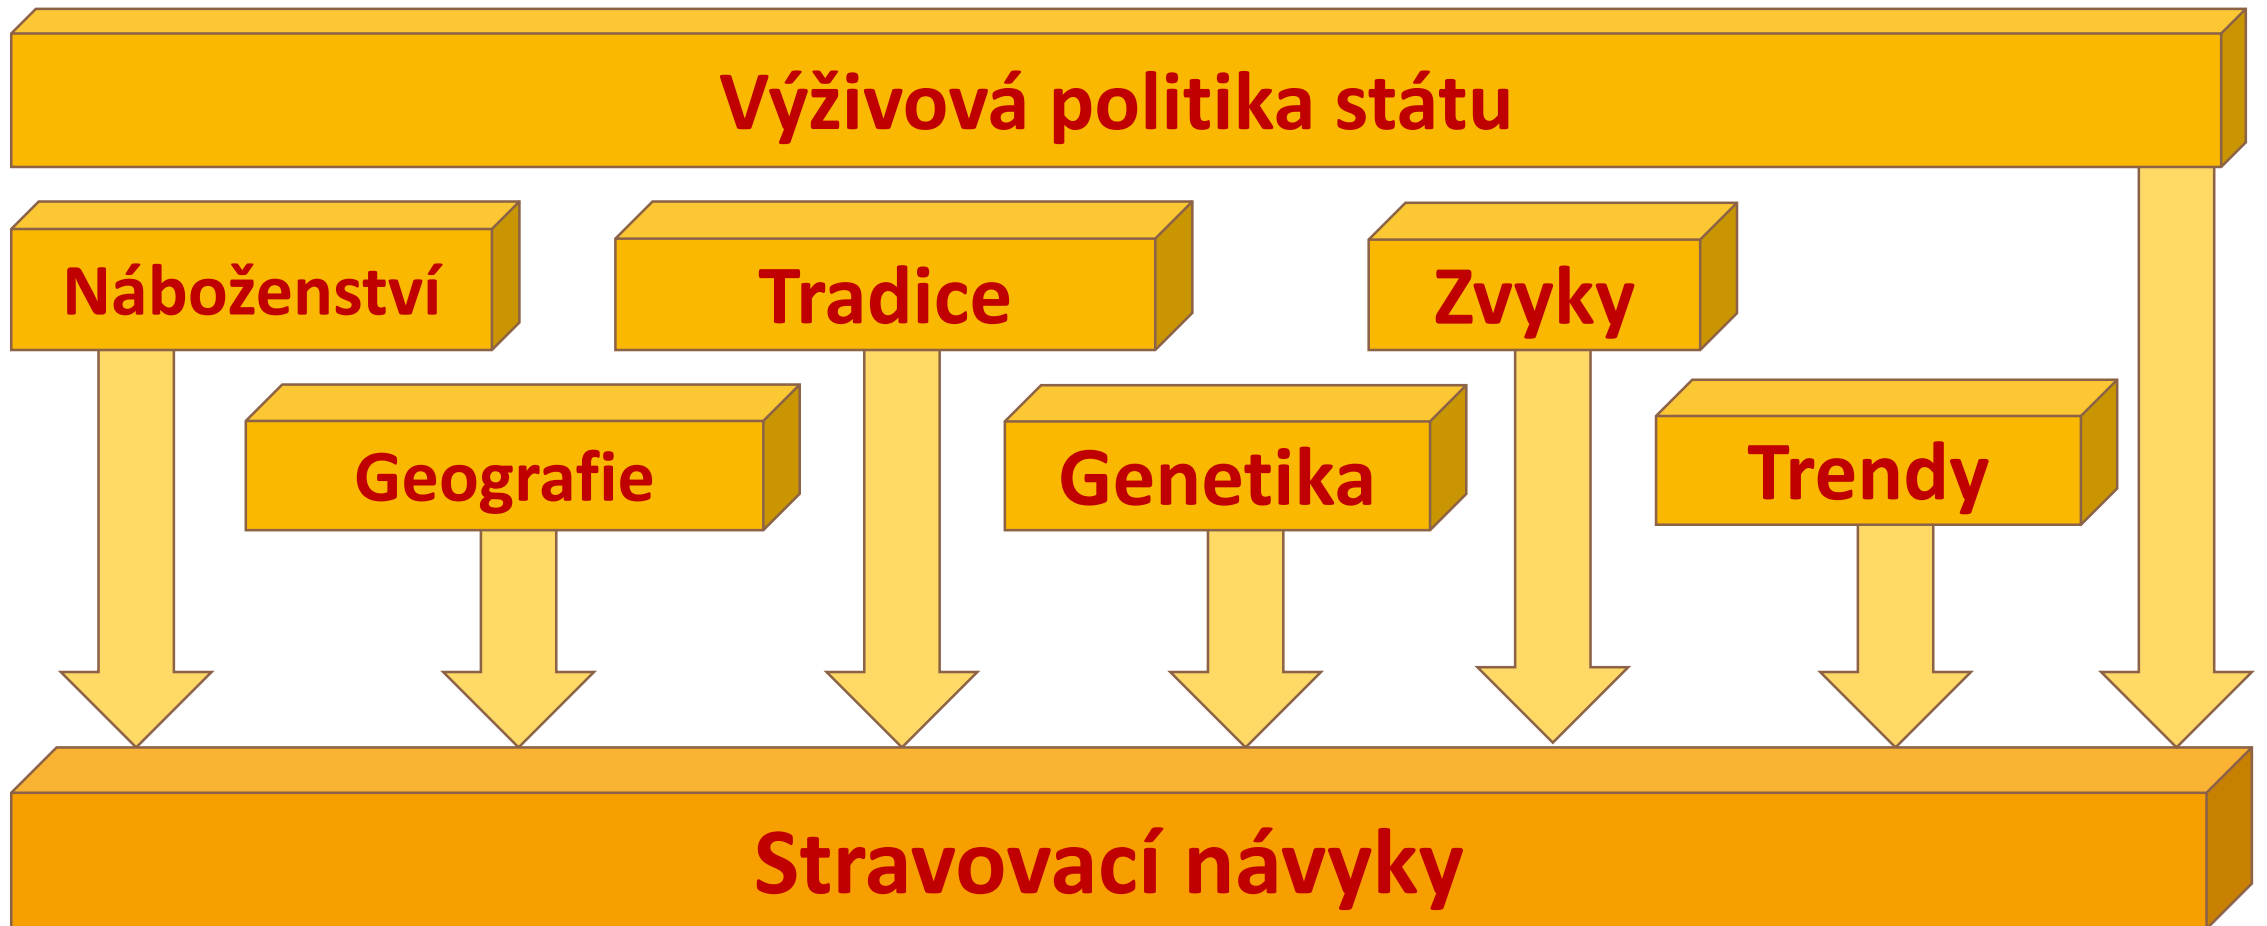 Výživová politika státu
Náboženství
Tradice
Zvyky
Geografie
Genetika
Trendy
Stravovací návyky